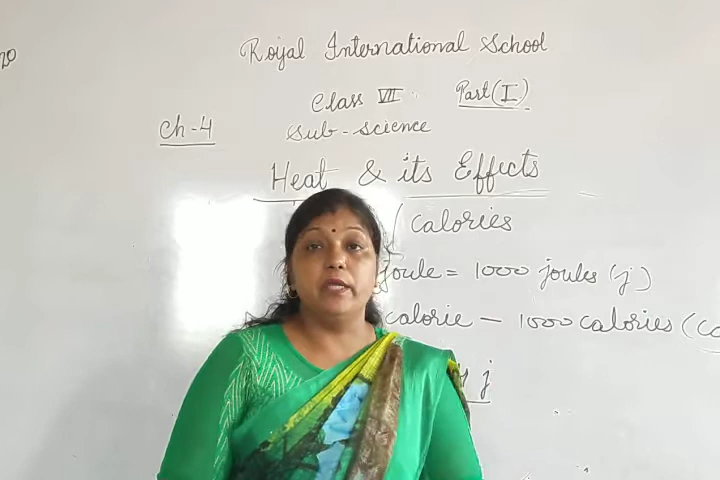 Roijal International School
Class VII Part (I)
Ch-4
Sub-science
Heat & its Effects
( calories
joule = 1000 joules (j)
calorie - 1000 calories (c
j